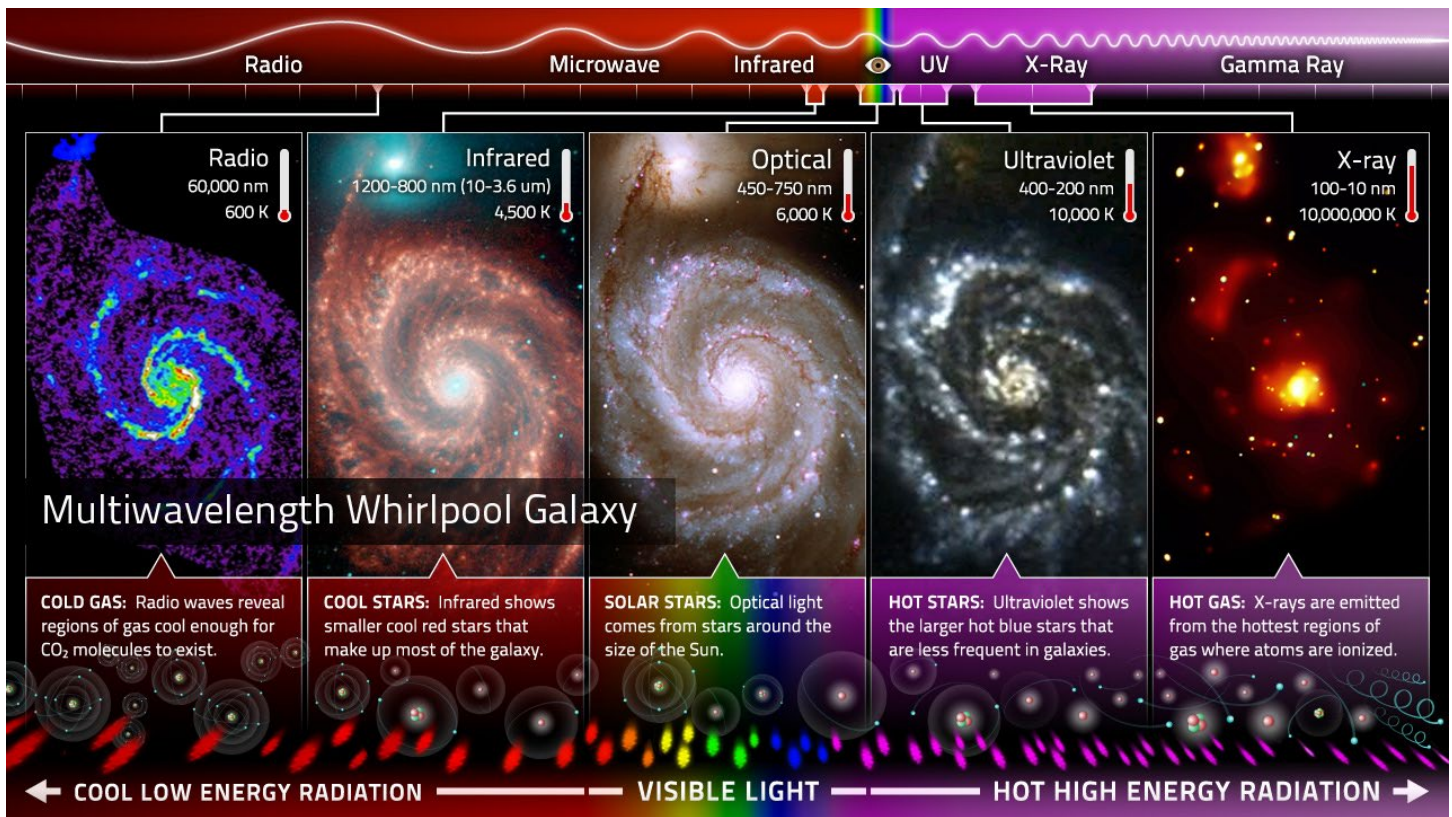 Radio
Microwave
Infrared
UV
X-Ray
Gamma Ray
Radio
60,000 nm
600 K
Infrared
1200-800 nm (10-3.6 um)
4,500 K
Optical
450-750 nm
6,000 K
Ultraviolet
400-200 nm
10,000 K
X-ray
100-10 nm
10,000,000 K
Multiwavelength Whirlpool Galaxy
COLD GAS: Radio waves reveal
regions of gas cool enough for
CO₂ molecules to exist.
COOL STARS: Infrared shows
smaller cool red stars that
make up most of the galaxy.
SOLAR STARS: Optical light
comes from stars around the
size of the Sun.
HOT STARS: Ultraviolet shows
the larger hot blue stars that
are less frequent in galaxies.
HOT GAS: X-rays are emitted
from the hottest regions of
gas where atoms are ionized.
COOL LOW ENERGY RADIATION
VISIBLE LIGHT
HOT HIGH ENERGY RADIATION